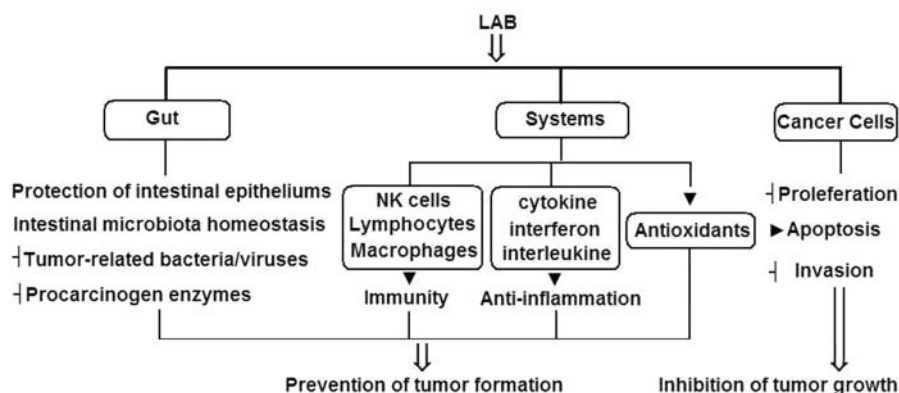 LAB
Gut
Systems
Cancer Cells
Protection of intestinal epitheliums
Intestinal microbiota homeostasis
Tumor-related bacteria/viruses
Procarcinogen enzymes
NK cells
Lymphocytes
Macrophages
Immunity
cytokine
interferon
interleukine
Anti-inflammation
Antioxidants
Proleferation
Apoptosis
Invasion
Prevention of tumor formation
Inhibition of tumor growth